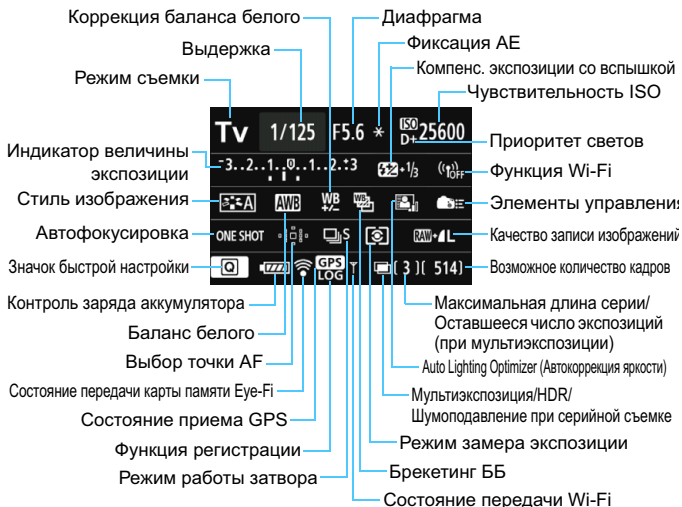 Коррекция баланса белого
Диафрагма
Выдержка
Фиксация AE
Режим съемки
Компенс. экспозиции со вспышкой
Чувствительность ISO
Tv 1/125 F5.6 ISO D+ 25600
Приоритет светов
Индикатор величины экспозиции
-3..2..1..0..1..2..+3 +1/3 OFF
Функция Wi-Fi
Стиль изображения
A AWB WB +/- WB
Элементы управления
Автофокусировка
ONE SHOT S RAW+L
Качество записи изображений
Значок быстрой настройки
Q GPS LOG ( 3 )[ 514]
Возможное количество кадров
Контроль заряда аккумулятора
Максимальная длина серии/
Оставшееся число экспозиций
(при мультиэкспозиции)
Баланс белого
Выбор точки AF
Auto Lighting Optimizer (Автокоррекция яркости)
Состояние передачи карты памяти Eye-Fi
Мультиэкспозиция/HDR/
Шумоподавление при серийной съемке
Состояние приема GPS
Режим замера экспозиции
Функция регистрации
Брекетинг ББ
Режим работы затвора
Состояние передачи Wi-Fi